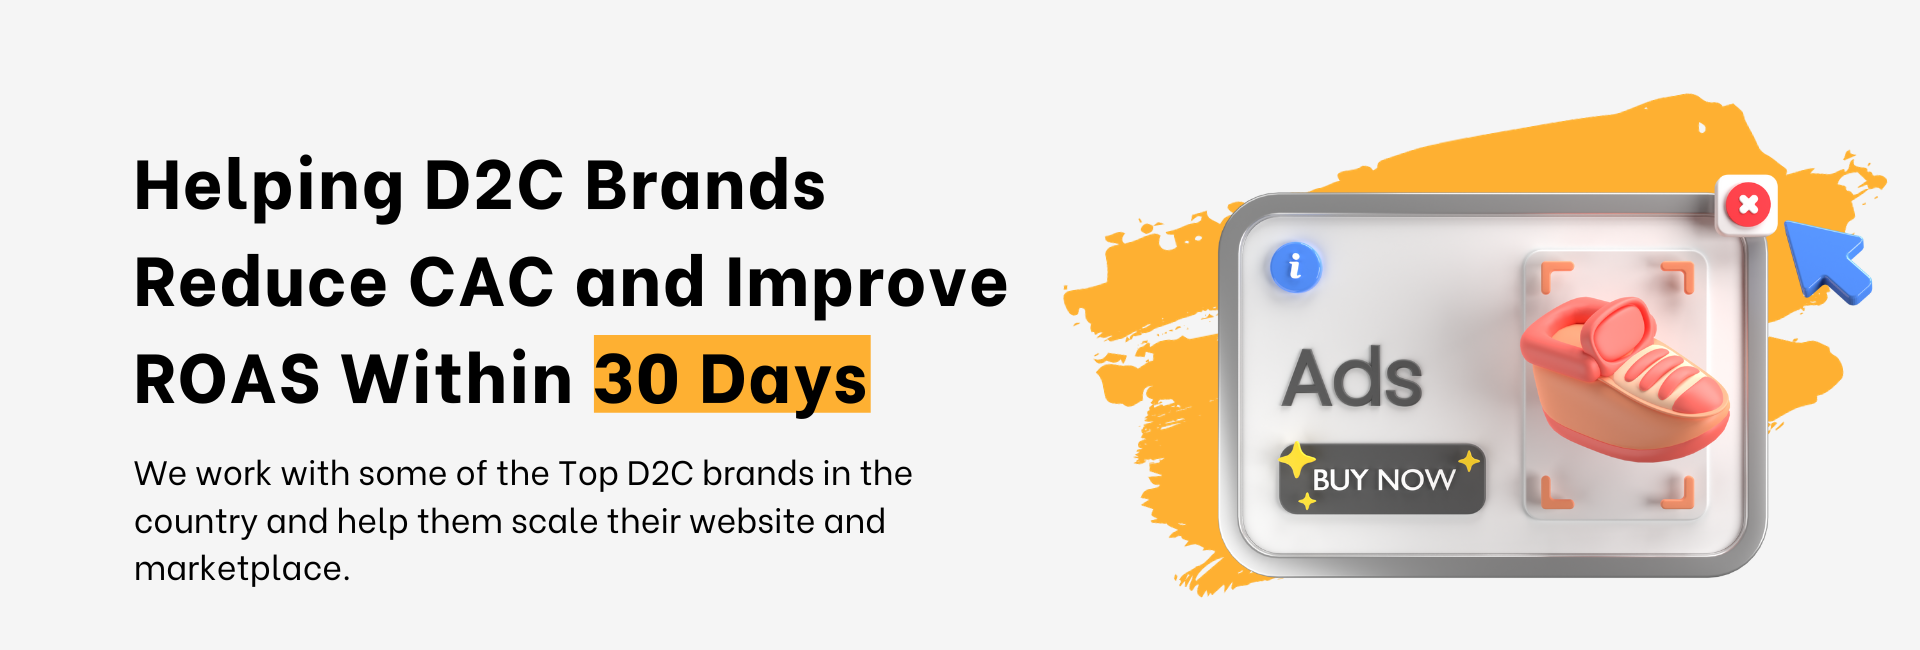 Helping D2C Brands
Reduce CAC and Improve
ROAS Within 30 Days
We work with some of the Top D2C brands in the
country and help them scale their website and
marketplace.
i
Ads
BUY NOW